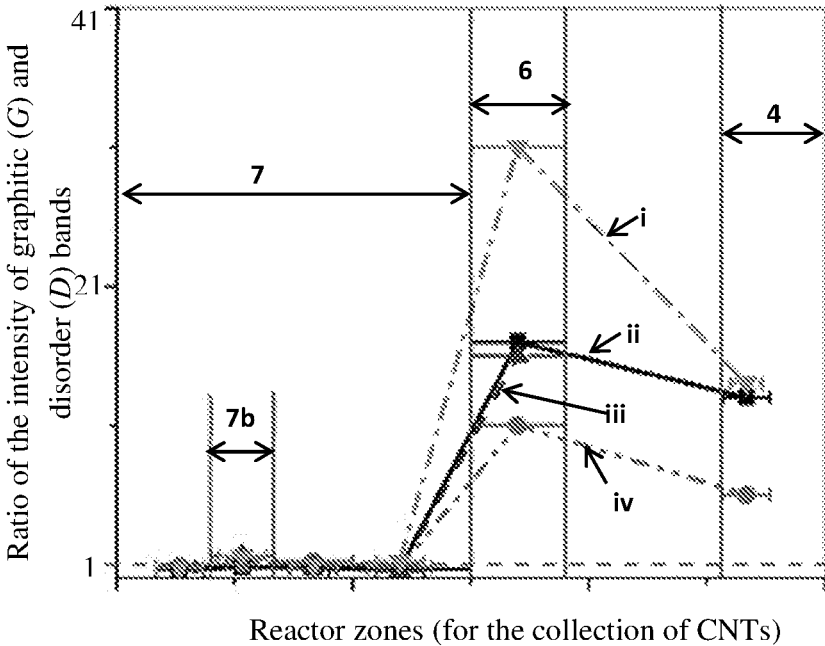 41
6
4
7
i
21
ii
7b
iii
iv
1
Ratio of the intensity of graphitic (G) and
disorder (D) bands
Reactor zones (for the collection of CNTs)